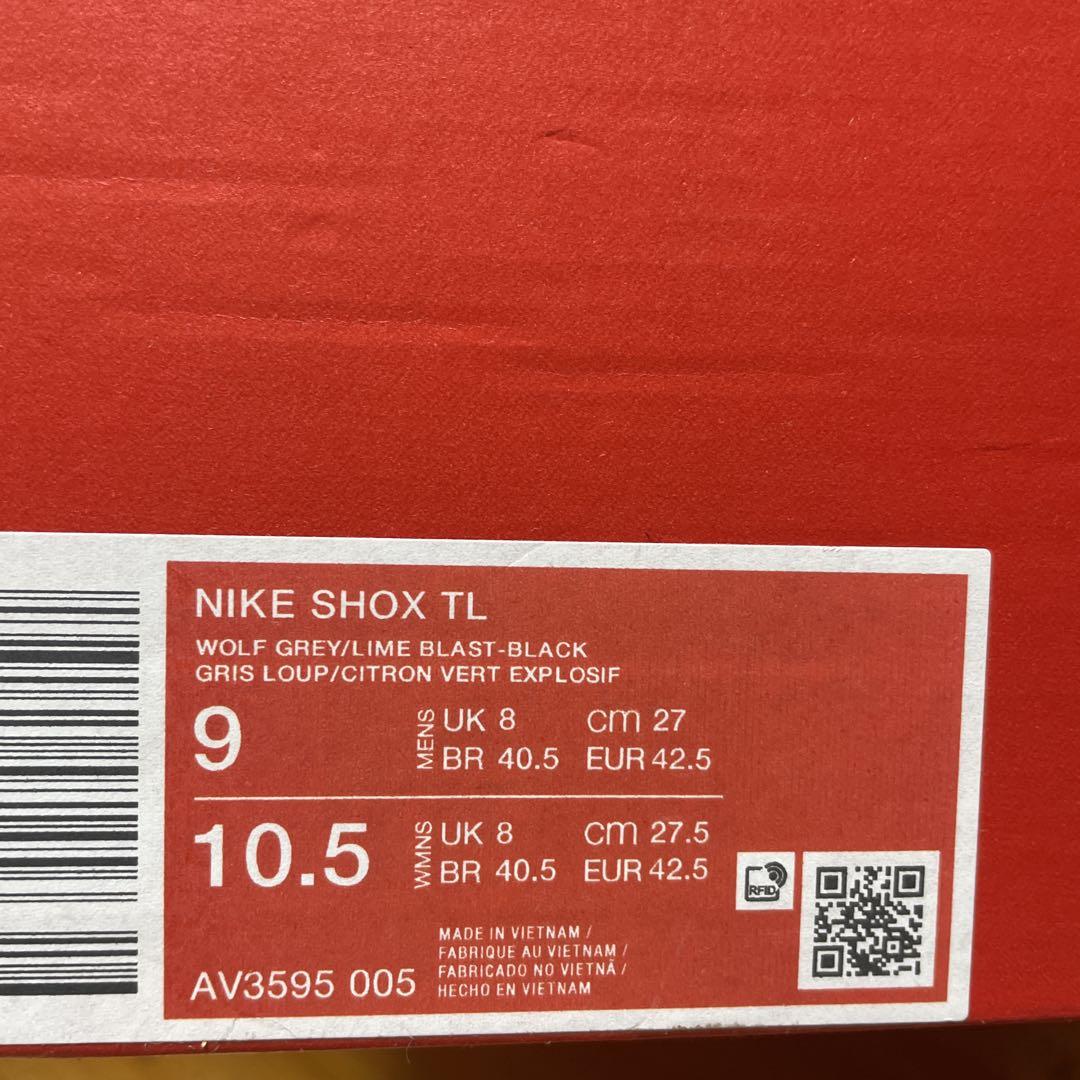 NIKE SHOX TL
WOLF GREY/LIME BLAST-BLACK
GRIS LOUP/CITRON VERT EXPLOSIF
9 MENS UK 8 cm 27
BR 40.5 EUR 42.5
10.5 WMNS UK 8 cm 27.5
BR 40.5 EUR 42.5
RFID
MADE IN VIETNAM /
FABRIQUE AU VIETNAM /
FABRICADO NO VIETNÃ /
HECHO EN VIETNAM
AV3595 005